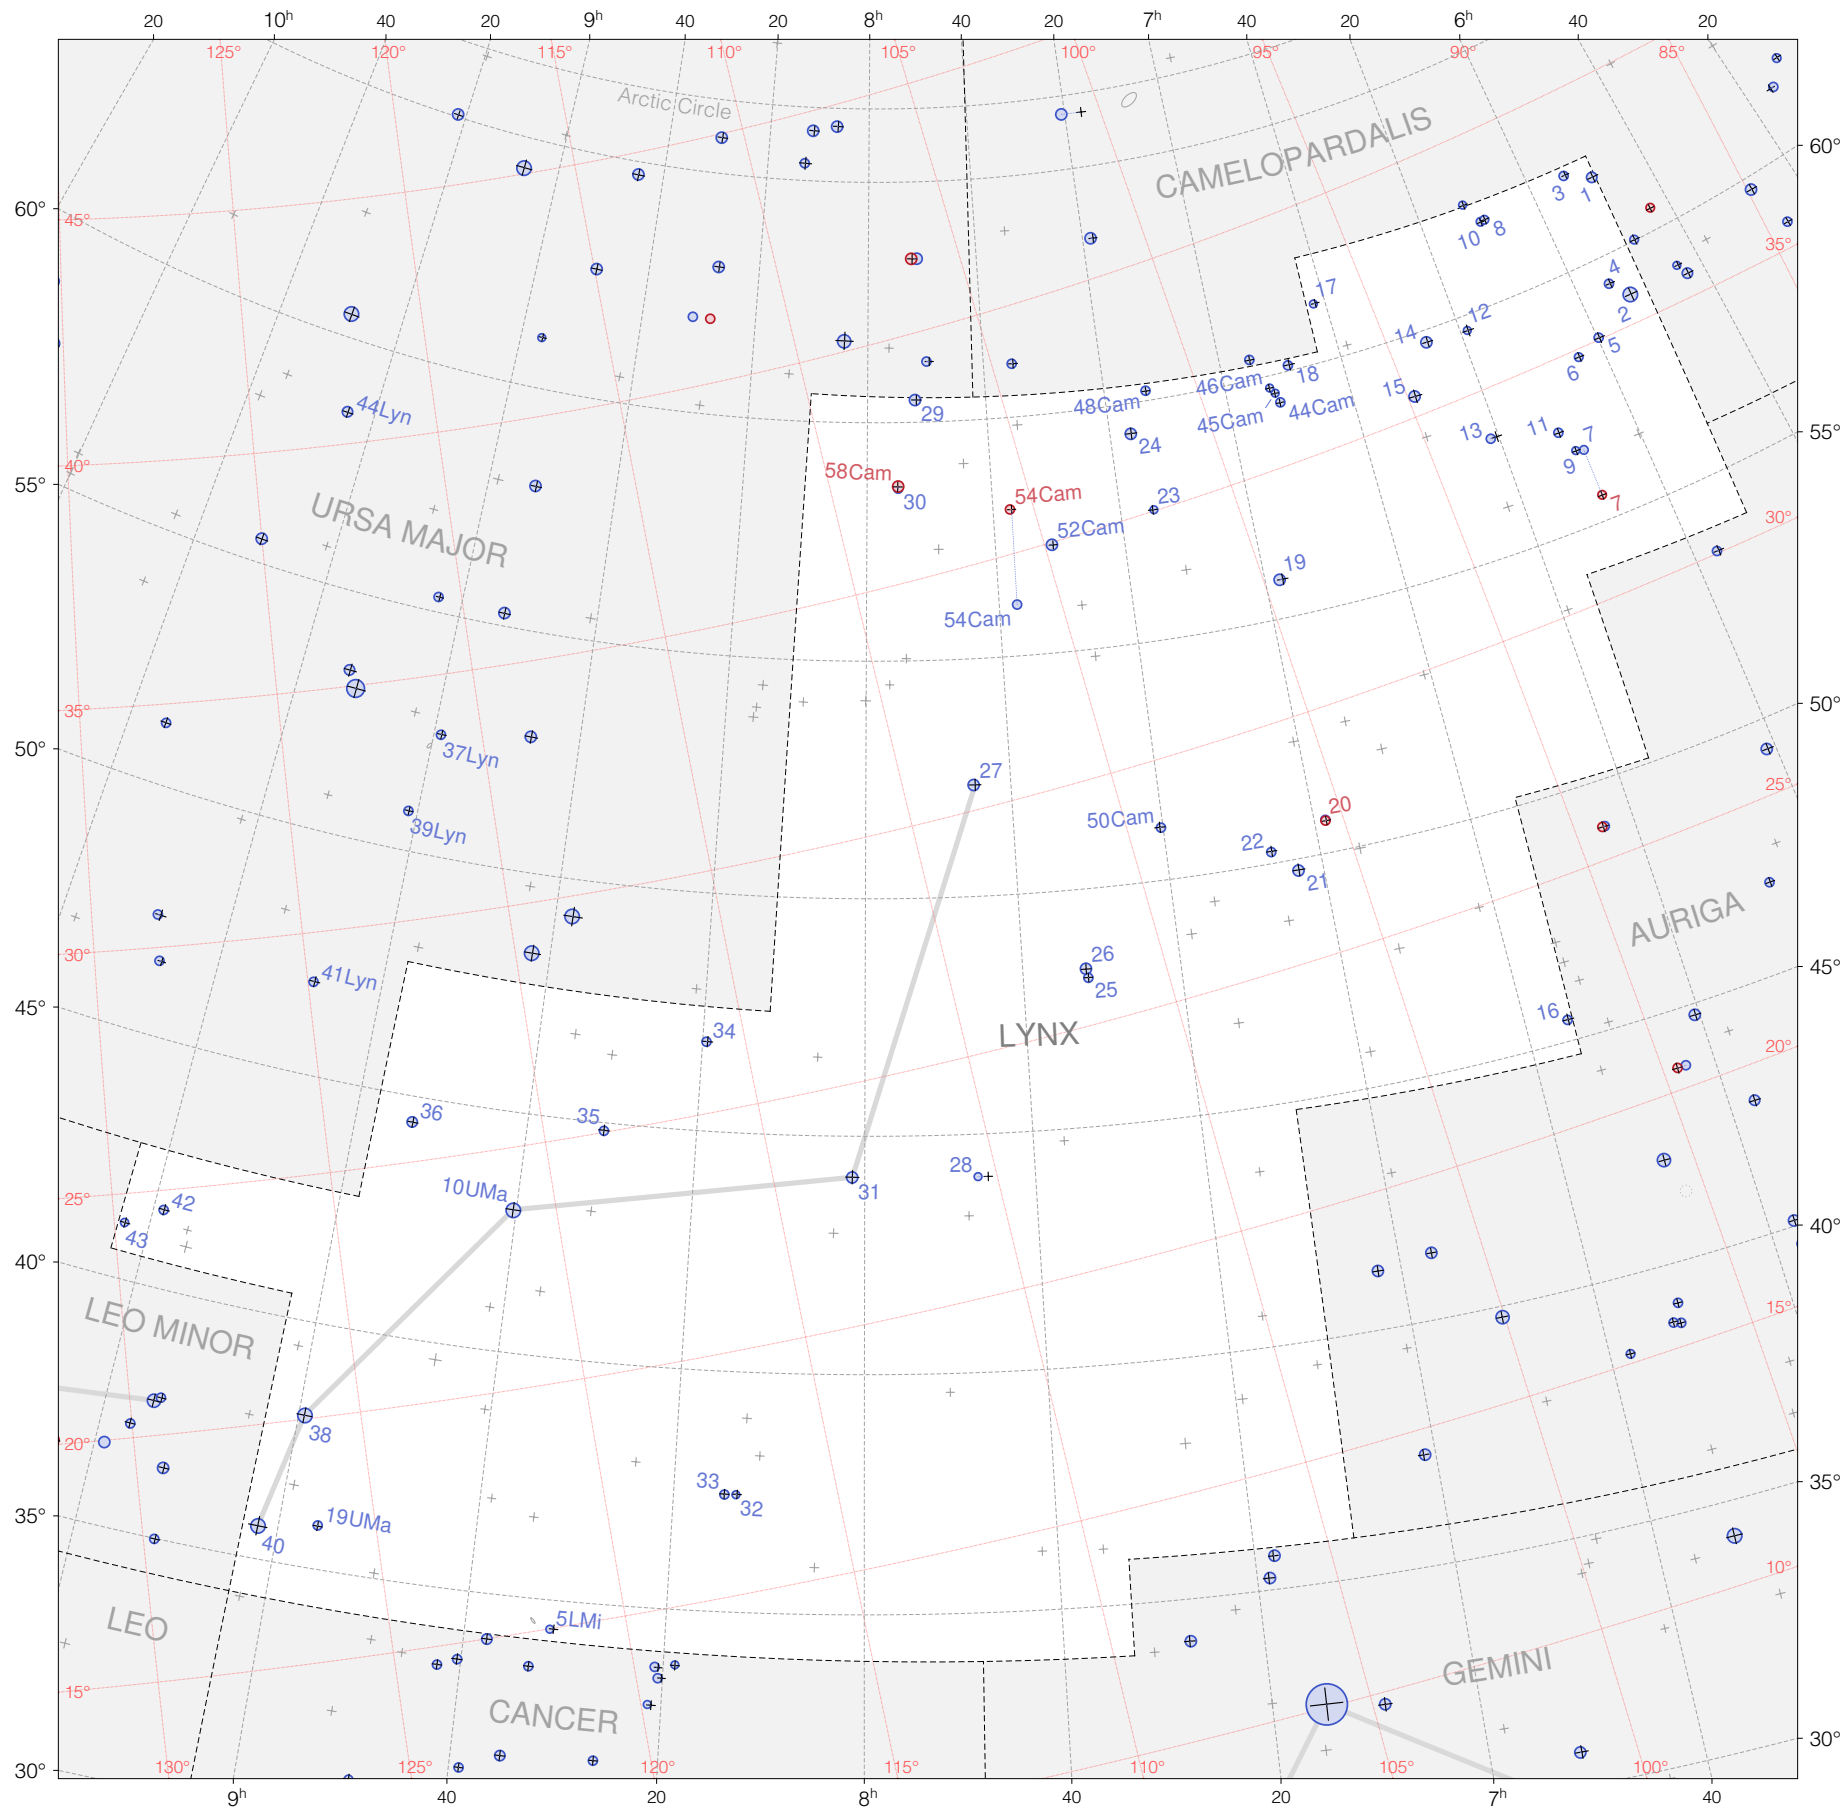 20 10h 40 20 9h 40 20 8h 40 20 7h 40 20 6h 40 20
125° 120° 115° 110° 105° 100° 95° 90° 85°
Arctic Circle
CAMELOPARDALIS
60°
3 1
60°
45°
10 8
35°
17
4
2
12
14
5
46Cam 18
6
48Cam
15
44Lyn
29
45Cam 44Cam
24
13 11 7
55°
40°
58Cam
9
55°
30
54Cam
23
7
URSA MAJOR
52Cam
30°
19
54Cam
35°
50°
50°
37Lyn
27
25°
20
50Cam
39Lyn
22
21
AURIGA
30°
26
45°
41Lyn
25
45°
16
34
LYNX
20°
36
35
28
10UMa
31
25°
42
43
40°
40°
LEO MINOR
15°
38
20°
33
32
35°
35°
19UMa
40
10°
5LMi
LEO
GEMINI
15°
CANCER
30°
30°
130° 125° 120° 115° 110° 105° 100°
9h 40 20 8h 40 20 7h 40